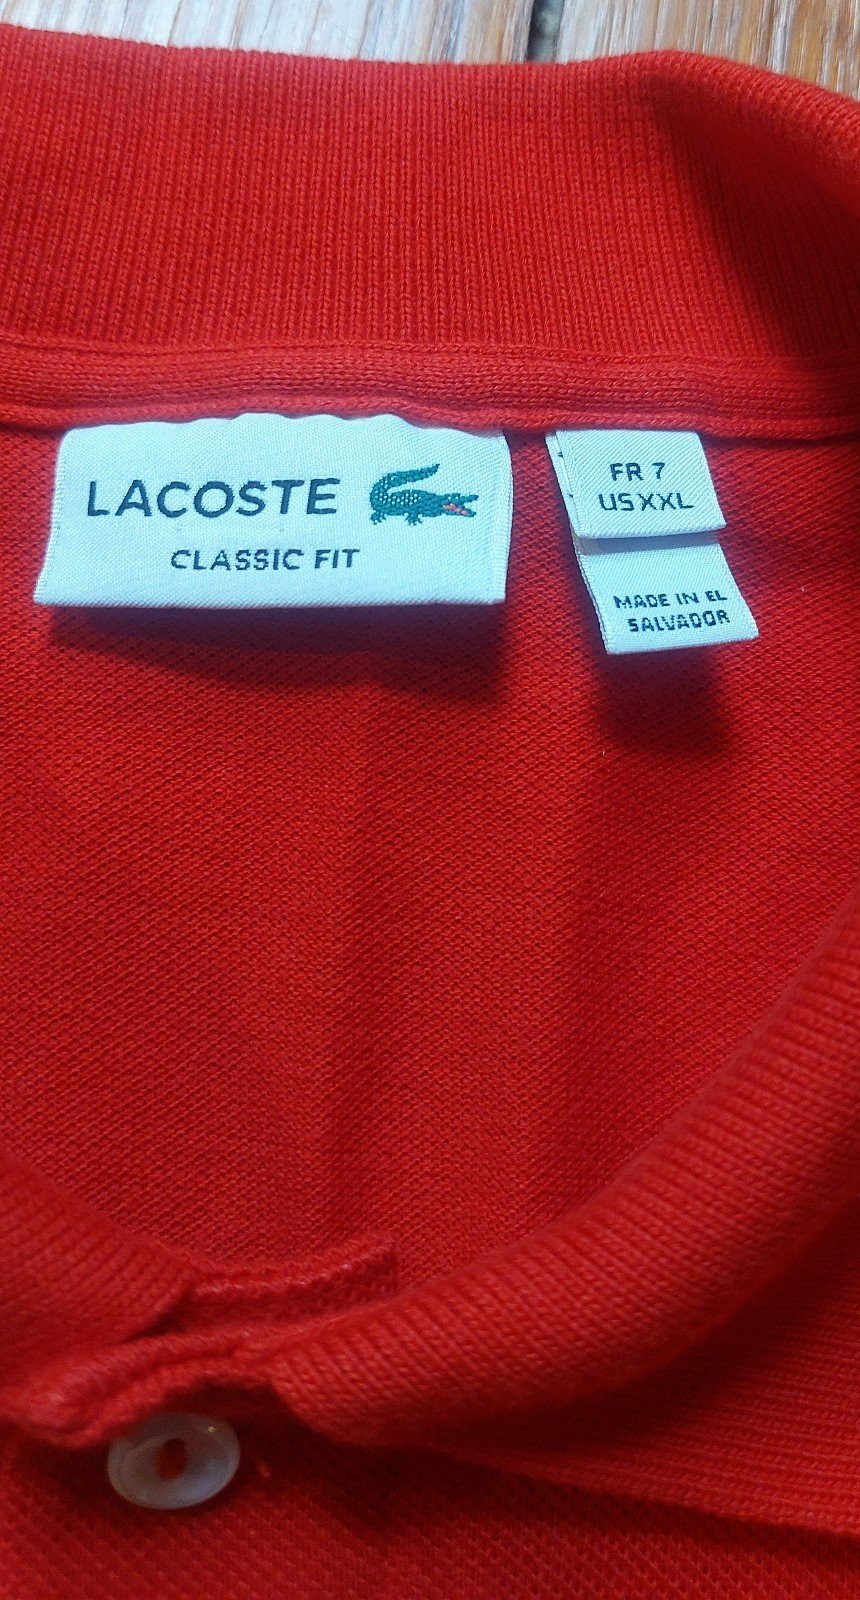 LACOSTE
CLASSIC FIT
FR 7
US XXL
MADE IN EL
SALVADOR